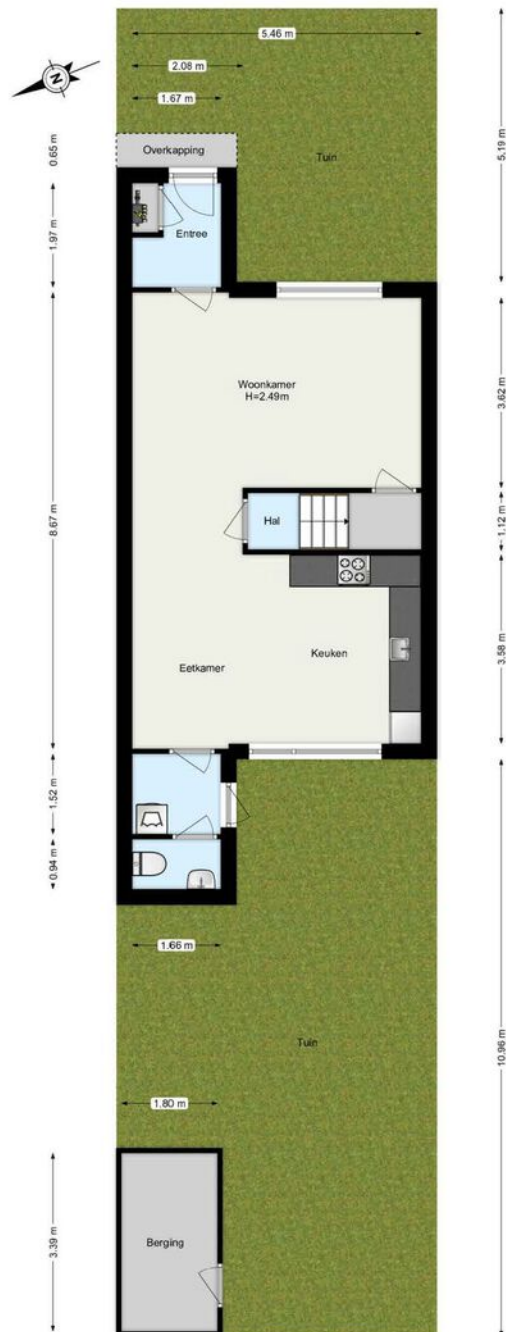 5.46 m
2.08 m
N
1.67 m
0.65 m
Overkapping
Tuin
5.19 m
1.97 m
Entree
Woonkamer
H=2.49m
3.62 m
8.67 m
Hal
1.12 m
Keuken
Eetkamer
3.58 m
1.52 m
0.94 m
1.66 m
Tuin
10.96 m
1.80 m
3.39 m
Berging